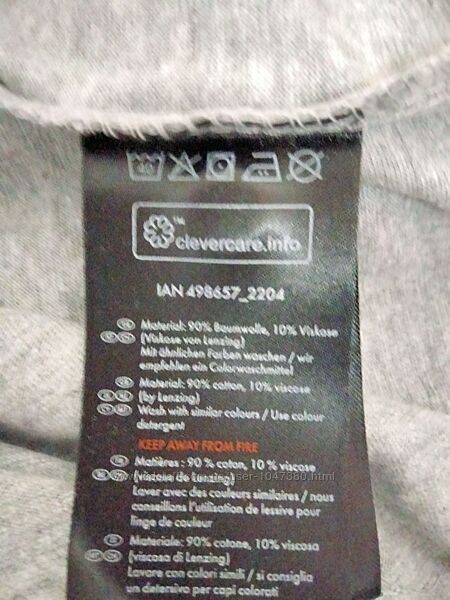 40
™
clevercare.info
IAN 498657_2204
Material: 90% Baumwolle, 10% Viskose
(Viskose von Lenzing)
Mit ähnlichen Farben waschen / wir
empfehlen ein Colorwaschmittel
Material: 90% cotton, 10% viscose
(by Lenzing)
Wash with similar colours / Use colour
detergent
KEEP AWAY FROM FIRE
Matières : 90 % coton, 10 % viscose
(viscose de Lenzing)
Laver avec des couleurs similaires / nous
conseillons l'utilisation de lessive pour
linge de couleur
Materiale: 90% cotone, 10% viscosa
(viscosa di Lenzing)
Lavare con colori simili / si consiglia
un detersivo per capi colorati